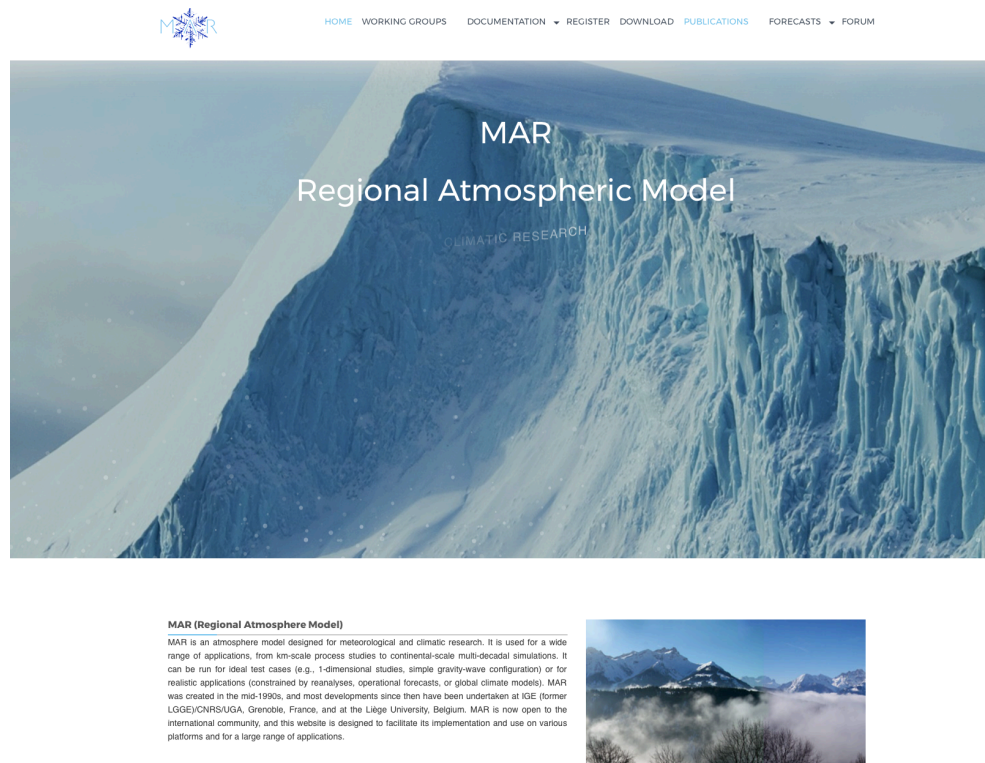 MAR
HOME WORKING GROUPS DOCUMENTATION REGISTER DOWNLOAD PUBLICATIONS FORECASTS FORUM
MAR
Regional Atmospheric Model
CLIMATIC RESEARCH
MAR (Regional Atmosphere Model)
MAR is an atmosphere model designed for meteorological and climatic research. It is used for a wide
range of applications, from km-scale process studies to continental-scale multi-decadal simulations. It
can be run for ideal test cases (e.g., 1-dimensional studies, simple gravity-wave configuration) or for
realistic applications (constrained by reanalyses, operational forecasts, or global climate models). MAR
was created in the mid-1990s, and most developments since then have been undertaken at IGE (former
LGGE)/CNRS/UGA, Grenoble, France, and at the Liège University, Belgium. MAR is now open to the
international community, and this website is designed to facilitate its implementation and use on various
platforms and for a large range of applications.